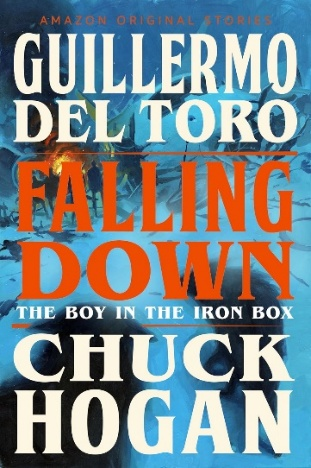 AMAZON ORIGINAL STORIES
GUILLERMO
DEL TORO
FALLING
DOWN
THE BOY IN THE IRON BOX
CHUCK
HOGAN